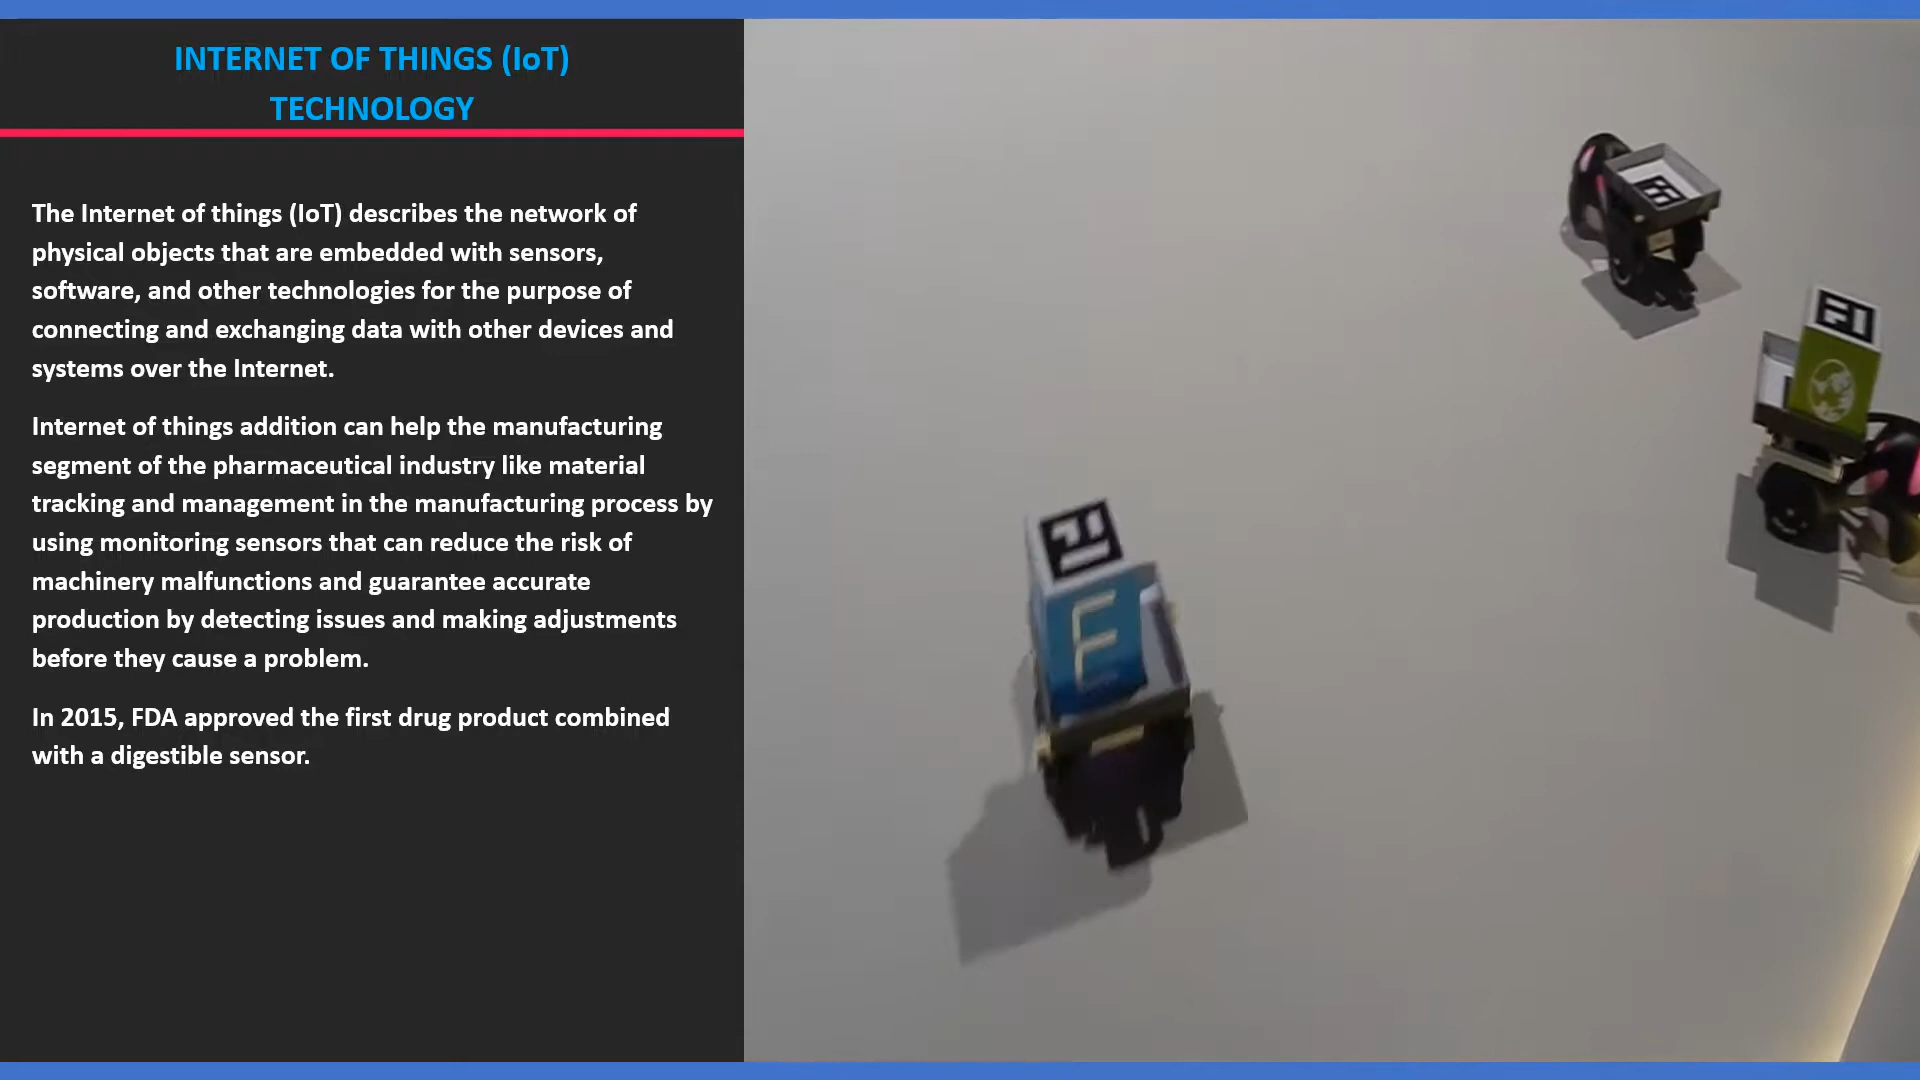 INTERNET OF THINGS (IoT)
TECHNOLOGY
The Internet of things (IoT) describes the network of
physical objects that are embedded with sensors,
software, and other technologies for the purpose of
connecting and exchanging data with other devices and
systems over the Internet.
Internet of things addition can help the manufacturing
segment of the pharmaceutical industry like material
tracking and management in the manufacturing process by
using monitoring sensors that can reduce the risk of
machinery malfunctions and guarantee accurate
production by detecting issues and making adjustments
before they cause a problem.
In 2015, FDA approved the first drug product combined
with a digestible sensor.
E